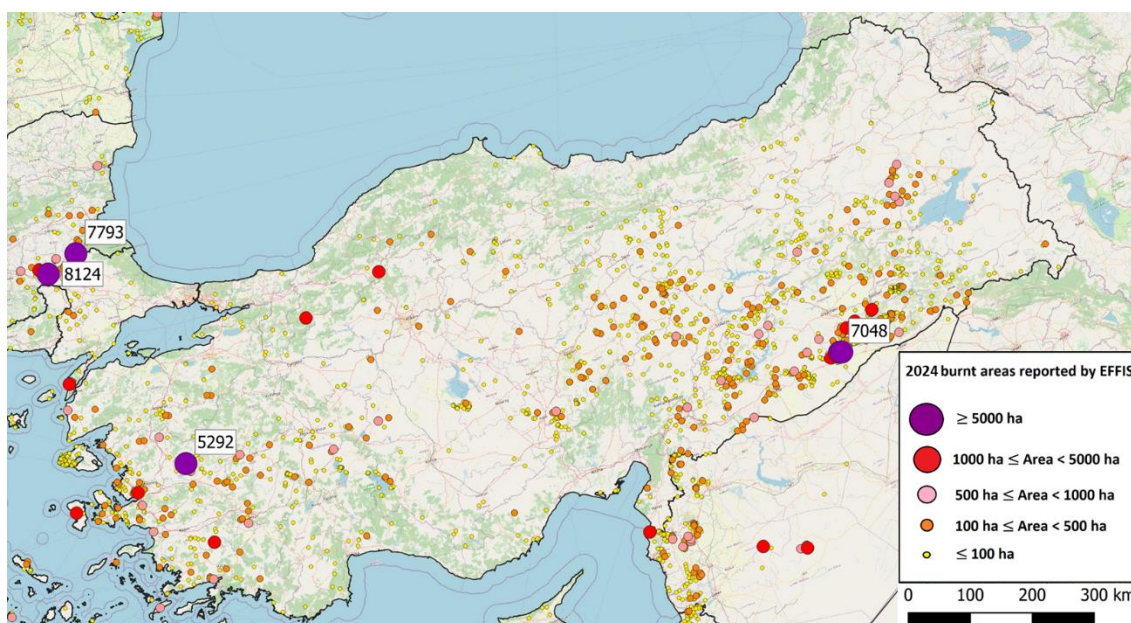 7793
8124
7048
5292
2024 burnt areas reported by EFFIS
≥ 5000 ha
1000 ha ≤ Area < 5000 ha
500 ha ≤ Area < 1000 ha
100 ha ≤ Area < 500 ha
≤ 100 ha
0 100 200 300 km